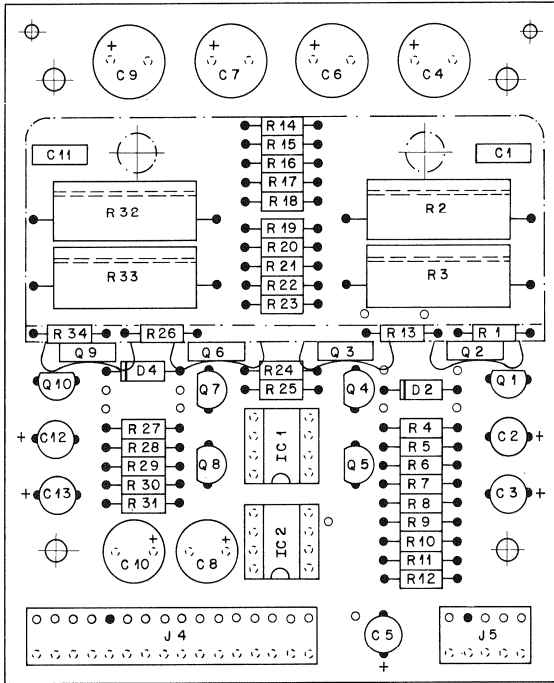 + + + +
C9 C7 C6 C4
R14
R15
C11 R16 C1
R17
R18
R32 R2
R19
R20
R33 R21 R3
R22
R23
R34 R26 R13 R1
Q9 Q6 Q3 Q2
D4 R24
Q10 Q7 R25 Q4 D2 Q1
R27 R4
+ C12 R28 IC1 R5 C2 +
Q8 R29 Q5 R6
R30 R7
+ C13 R31 R8 C3 +
R9
+ + IC2 R10
C10 C8 R11
R12
J4 C5 J5
+